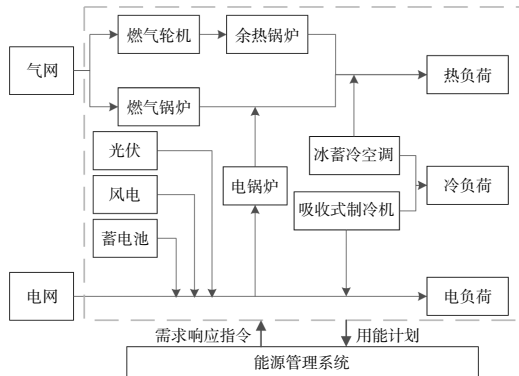 燃气轮机
余热锅炉
气网
热负荷
燃气锅炉
光伏
冰蓄冷空调
风电
电锅炉
冷负荷
吸收式制冷机
蓄电池
电网
电负荷
需求响应指令
用能计划
能源管理系统